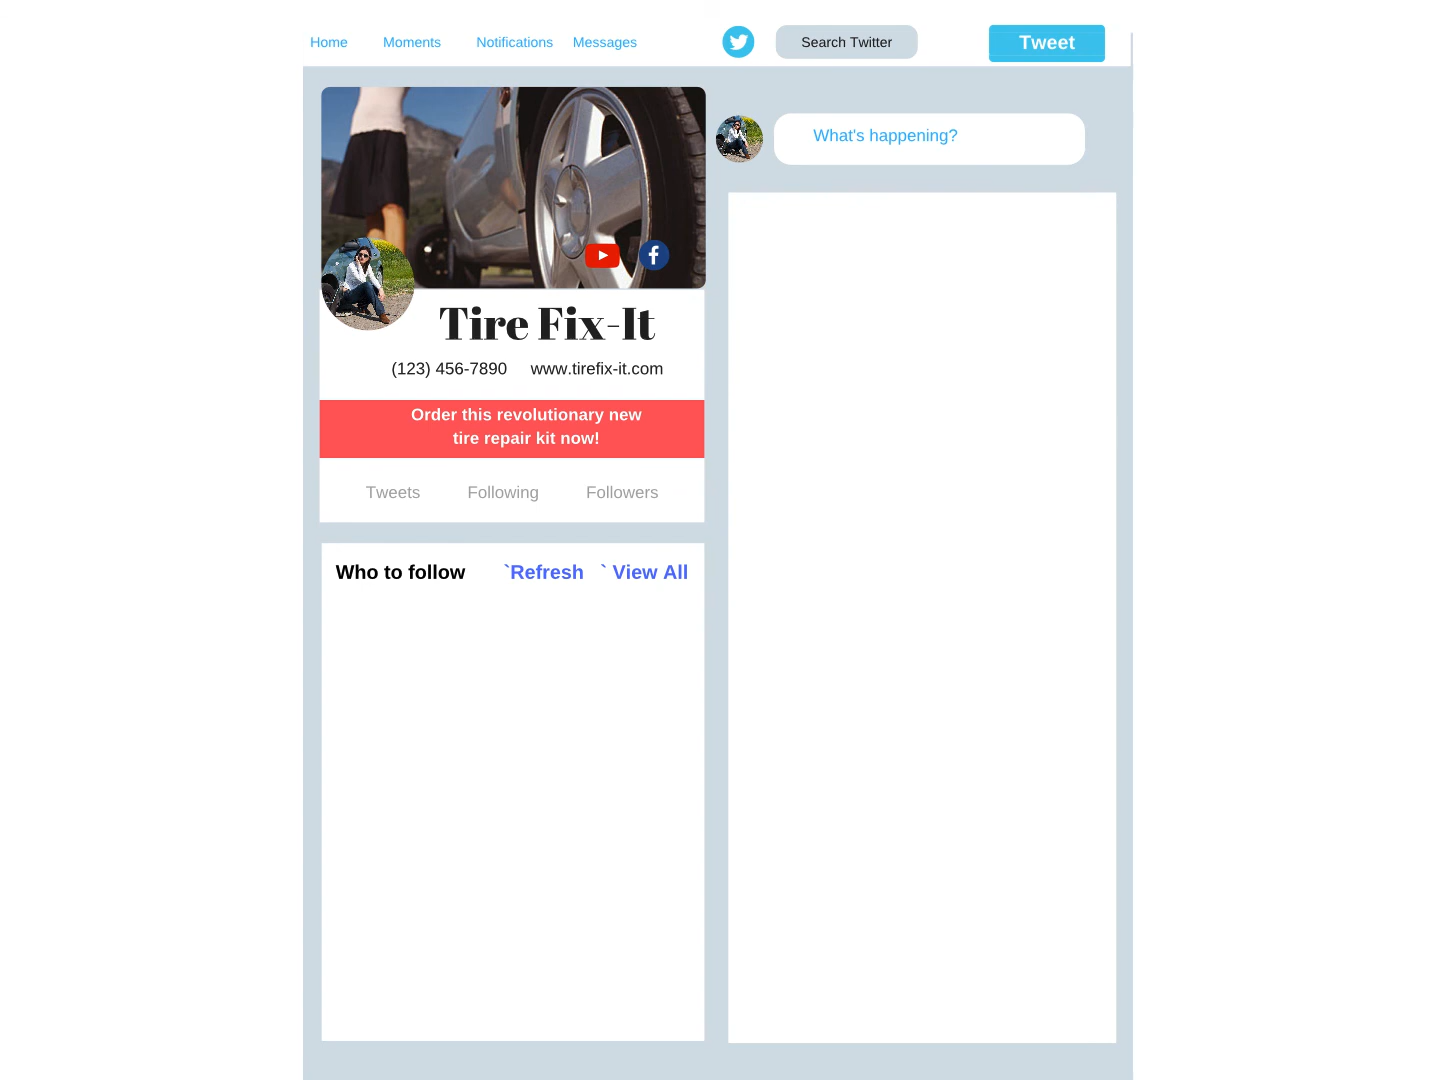 Home Moments Notifications Messages Search Twitter Tweet
What's happening?
Tire Fix-It
(123) 456-7890 www.tirefix-it.com
Order this revolutionary new
tire repair kit now!
Tweets Following Followers
Who to follow `Refresh ` View All